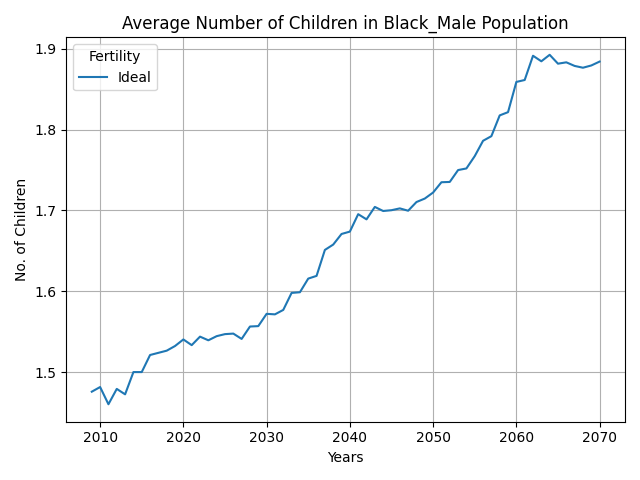 Average Number of Children in Black_Male Population
Fertility
Ideal
No. of Children
1.9
1.8
1.7
1.6
1.5
2010 2020 2030 2040 2050 2060 2070
Years